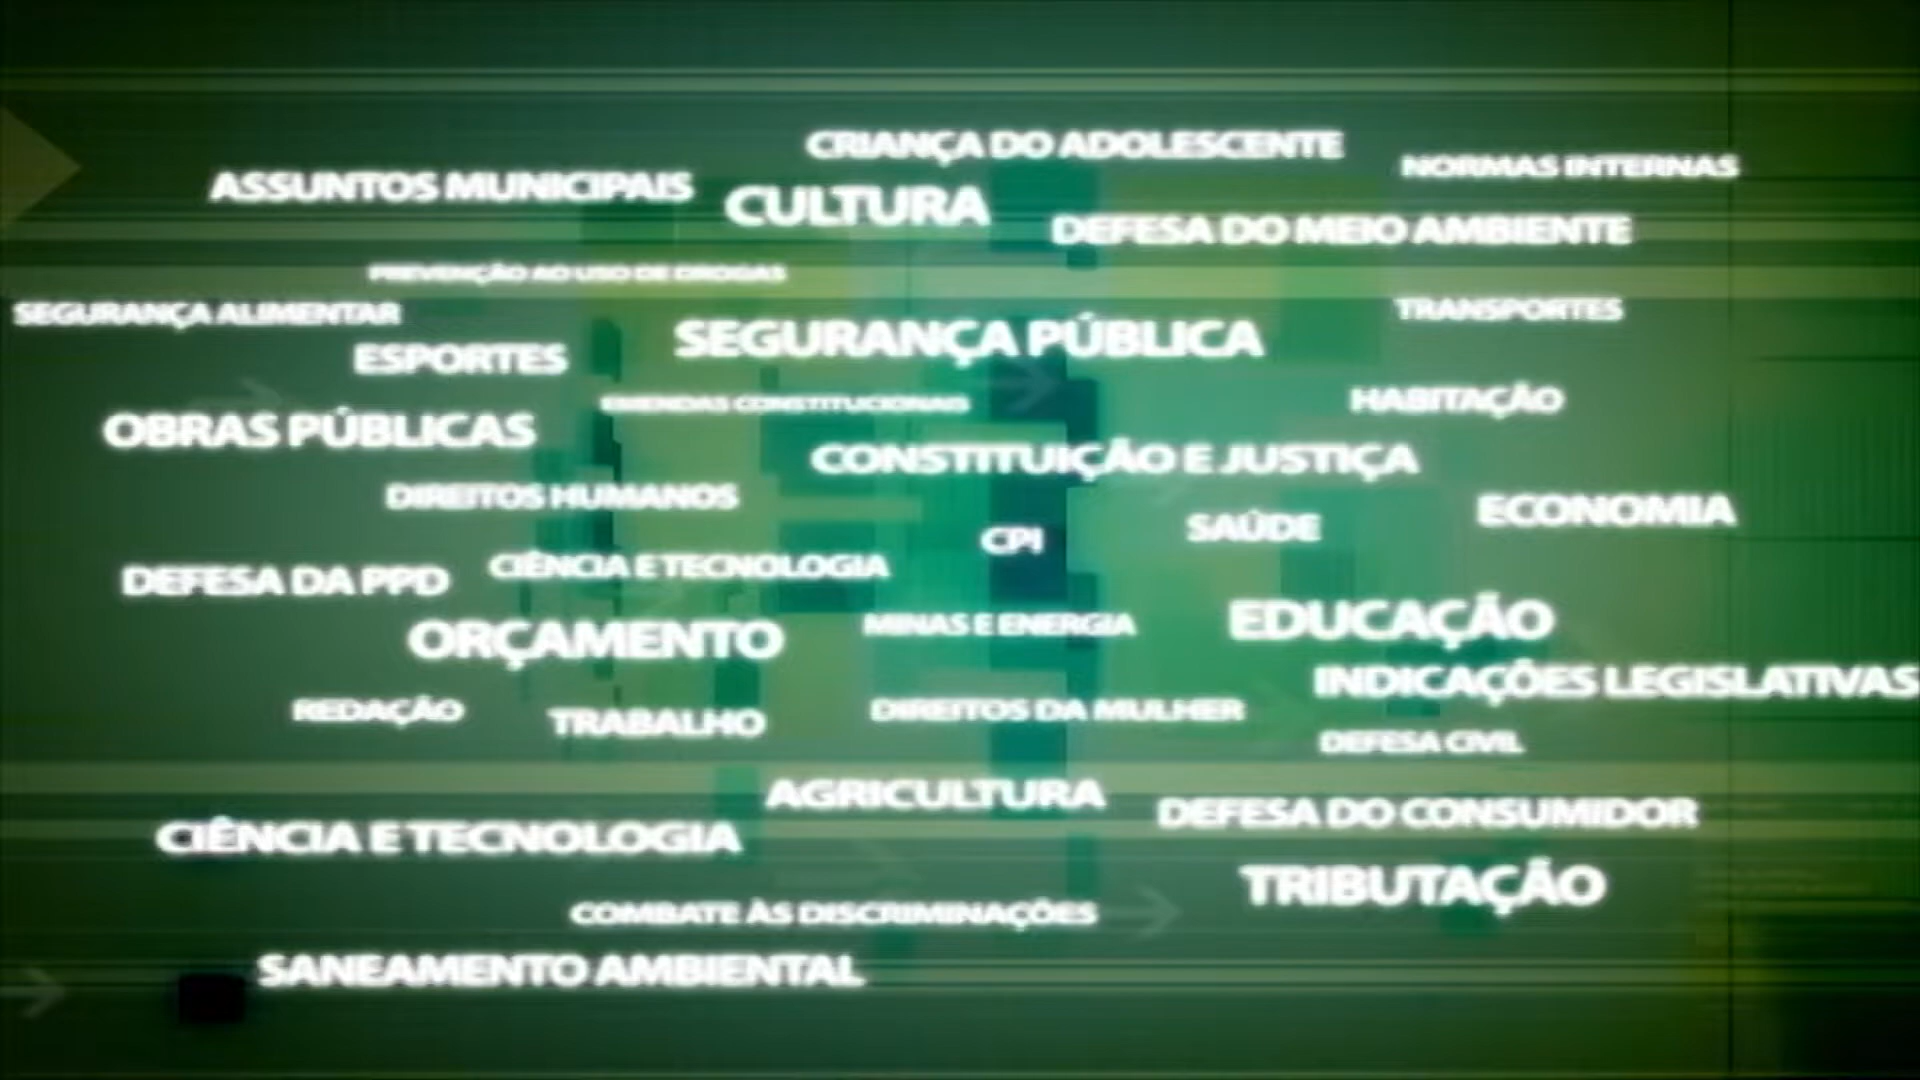 CRIANÇA DO ADOLESCENTE
NORMAS INTERNAS
ASSUNTOS MUNICIPAIS
CULTURA
DEFESA DO MEIO AMBIENTE
PREVENÇÃO AO USO DE DROGAS
SEGURANÇA ALIMENTAR
TRANSPORTES
SEGURANÇA PÚBLICA
ESPORTES
EMENDAS CONSTITUCIONAIS
HABITAÇÃO
OBRAS PÚBLICAS
CONSTITUIÇÃO E JUSTIÇA
DIREITOS HUMANOS
ECONOMIA
SAÚDE
CPI
CIÊNCIA E TECNOLOGIA
DEFESA DA PPD
EDUCAÇÃO
MINAS E ENERGIA
ORÇAMENTO
INDICAÇÕES LEGISLATIVAS
REDAÇÃO
DIREITOS DA MULHER
TRABALHO
DEFESA CIVIL
AGRICULTURA
DEFESA DO CONSUMIDOR
CIÊNCIA E TECNOLOGIA
TRIBUTAÇÃO
COMBATE ÀS DISCRIMINAÇÕES
SANEAMENTO AMBIENTAL